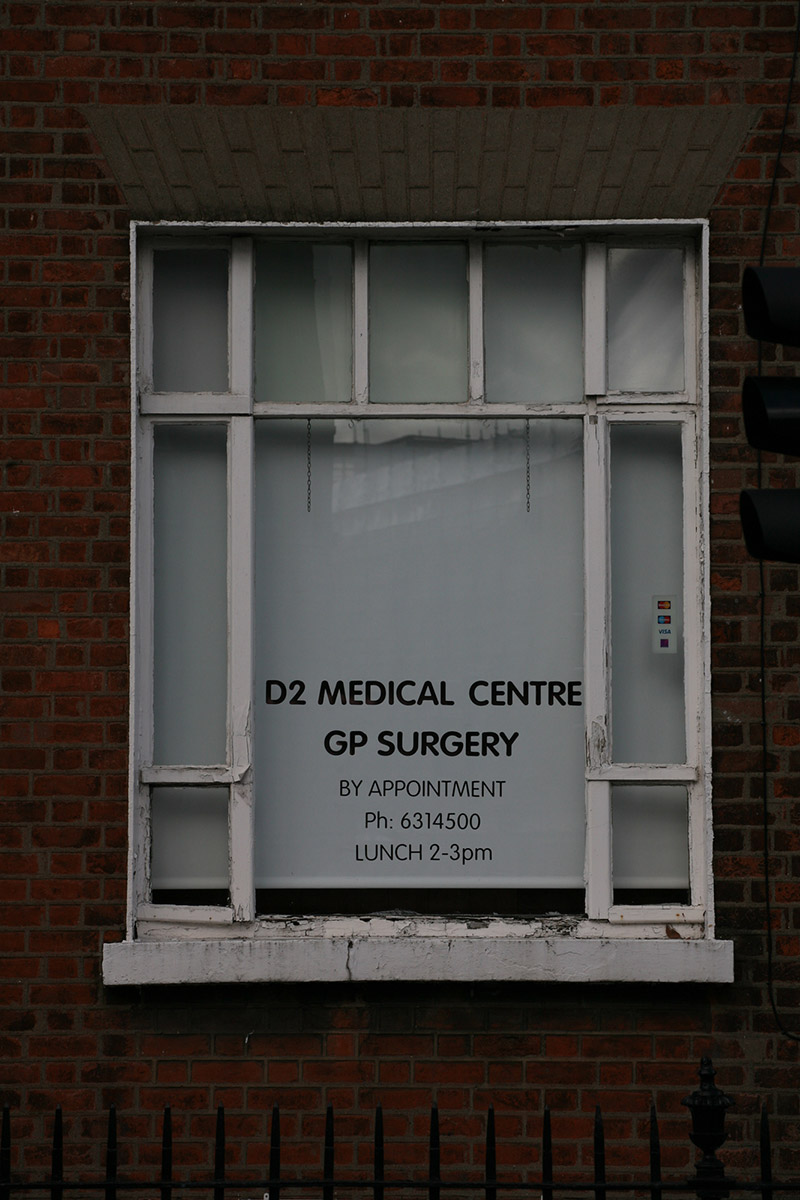 VISA
D2 MEDICAL CENTRE
GP SURGERY
BY APPOINTMENT
Ph: 6314500
LUNCH 2-3pm